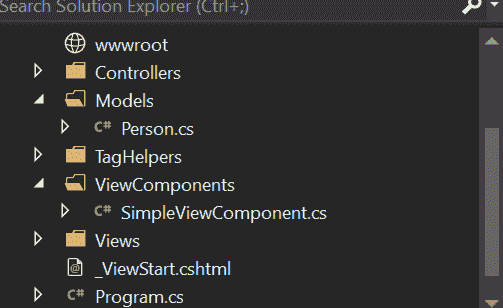 Search Solution Explorer (Ctrl+;)
wwwroot
Controllers
Models
C# Person.cs
TagHelpers
ViewComponents
C# SimpleViewComponent.cs
Views
_ViewStart.cshtml
C# Program.cs